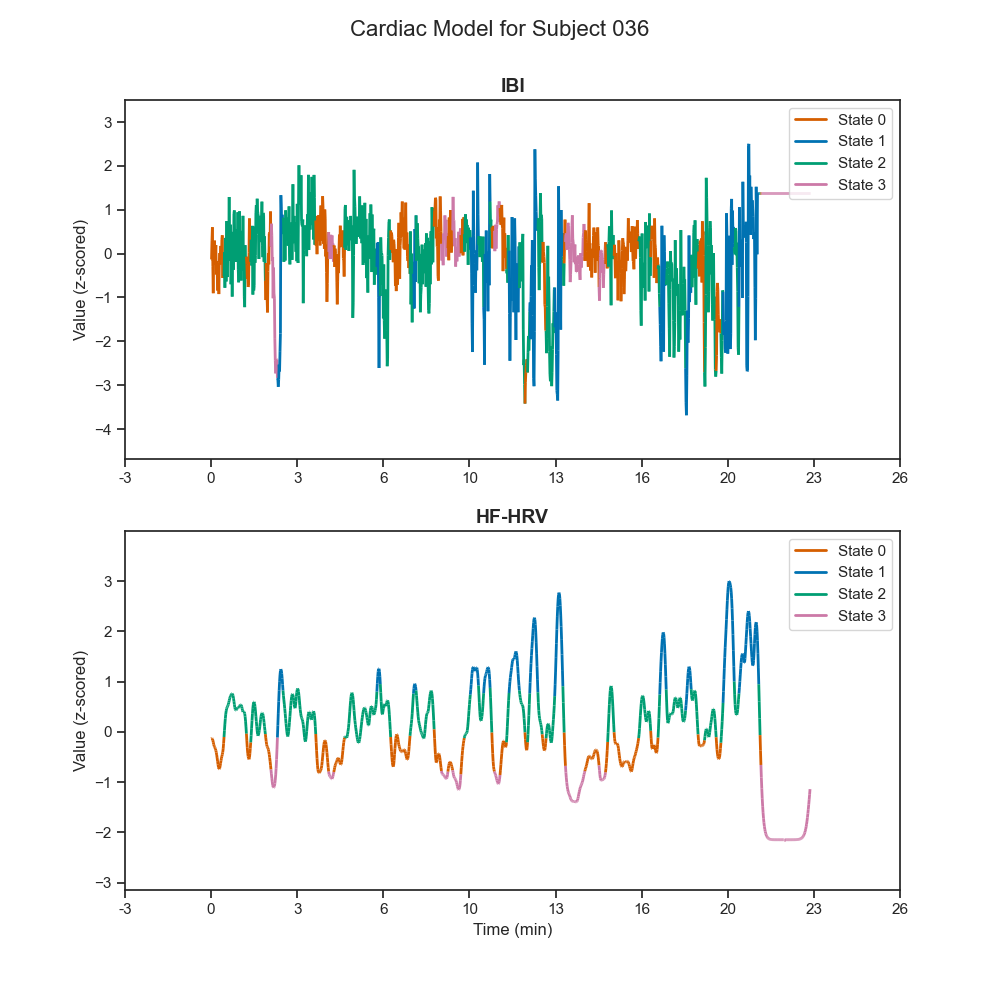 Cardiac Model for Subject 036
IBI
State 0
State 1
State 2
State 3
Value (z-scored)
3
2
1
0
−1
−2
−3
−4
-3 0 3 6 10 13 16 20 23 26
HF-HRV
State 0
State 1
State 2
State 3
Value (z-scored)
3
2
1
0
−1
−2
−3
-3 0 3 6 10 13 16 20 23 26
Time (min)